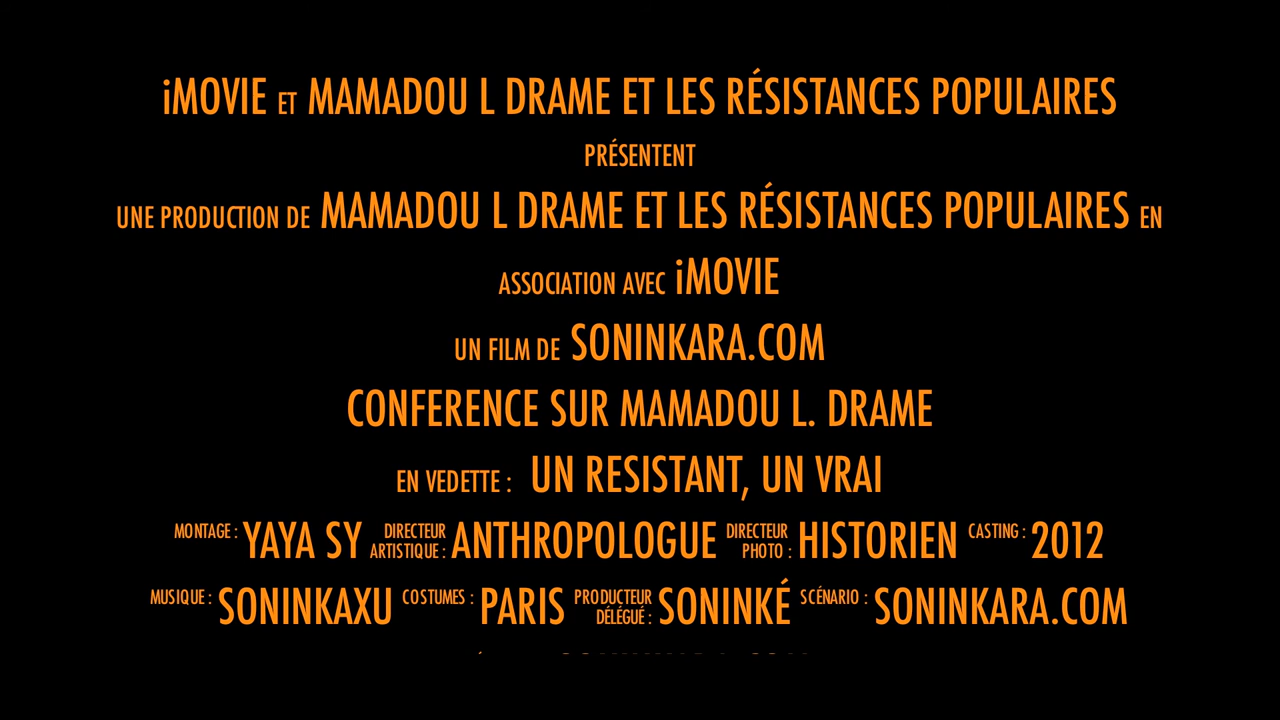 iMOVIE ET MAMADOU L DRAME ET LES RÉSISTANCES POPULAIRES
PRÉSENTENT
UNE PRODUCTION DE MAMADOU L DRAME ET LES RÉSISTANCES POPULAIRES EN
ASSOCIATION AVEC iMOVIE
UN FILM DE SONINKARA.COM
CONFERENCE SUR MAMADOU L. DRAME
EN VEDETTE : UN RESISTANT, UN VRAI
MONTAGE : YAYA SY DIRECTEUR ARTISTIQUE : ANTHROPOLOGUE DIRECTEUR PHOTO : HISTORIEN CASTING : 2012
MUSIQUE : SONINKAXU COSTUMES : PARIS PRODUCTEUR DÉLÉGUÉ : SONINKÉ SCÉNARIO : SONINKARA.COM